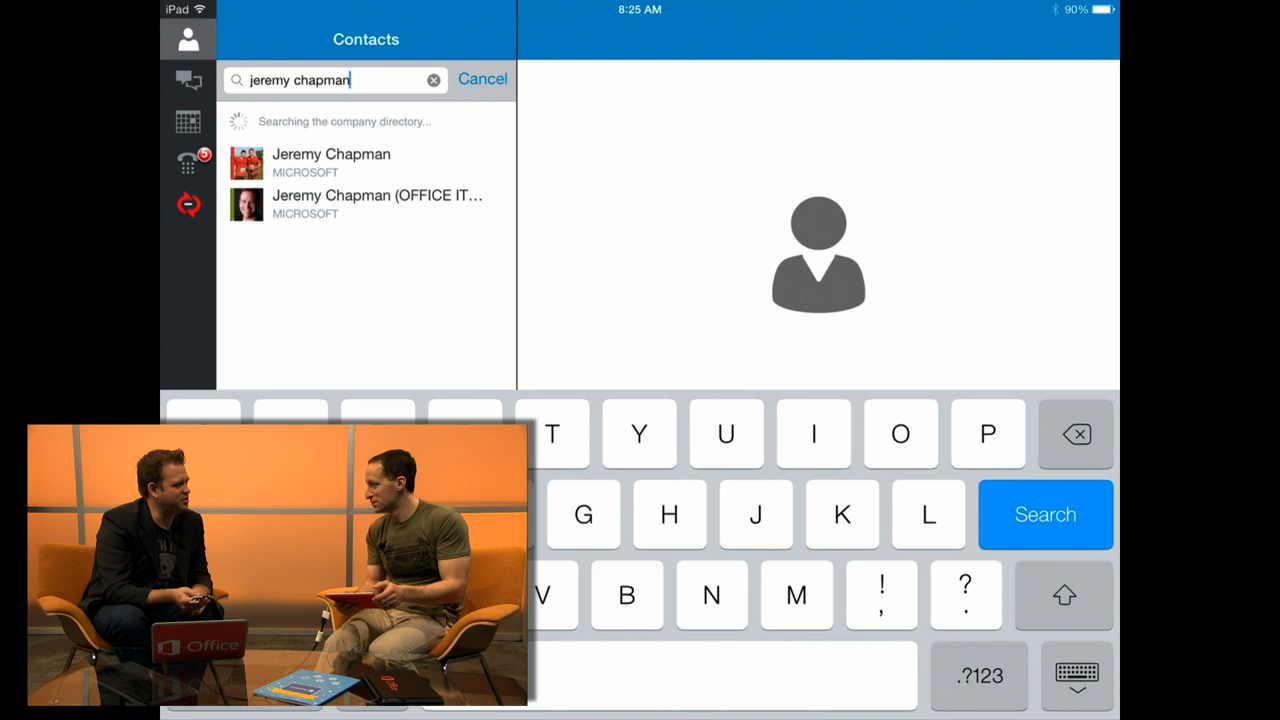 iPad
8:25 AM
90%
Contacts
jeremy chapman
Cancel
Searching the company directory...
5
Jeremy Chapman
MICROSOFT
Jeremy Chapman (OFFICE IT...
MICROSOFT
T Y U I O P
G H J K L Search
V B N M ! , ? .
.?123
Office